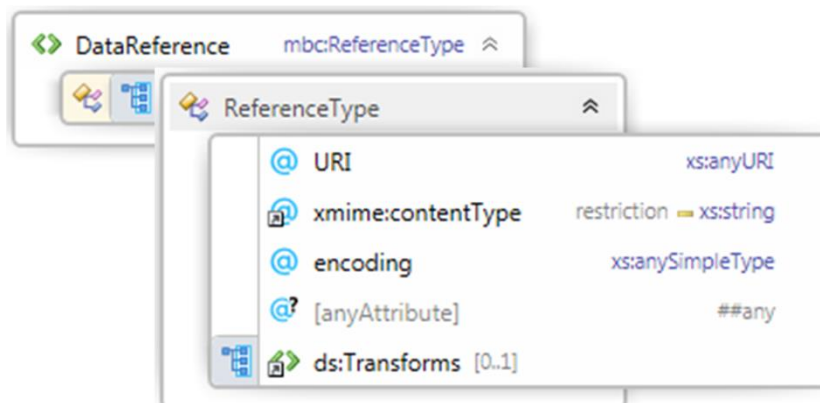 DataReference mbc:ReferenceType
ReferenceType
@ URI xs:anyURI
@ xmime:contentType restriction xs:string
@ encoding xs:anySimpleType
@? [anyAttribute] ##any
ds:Transforms [0..1]